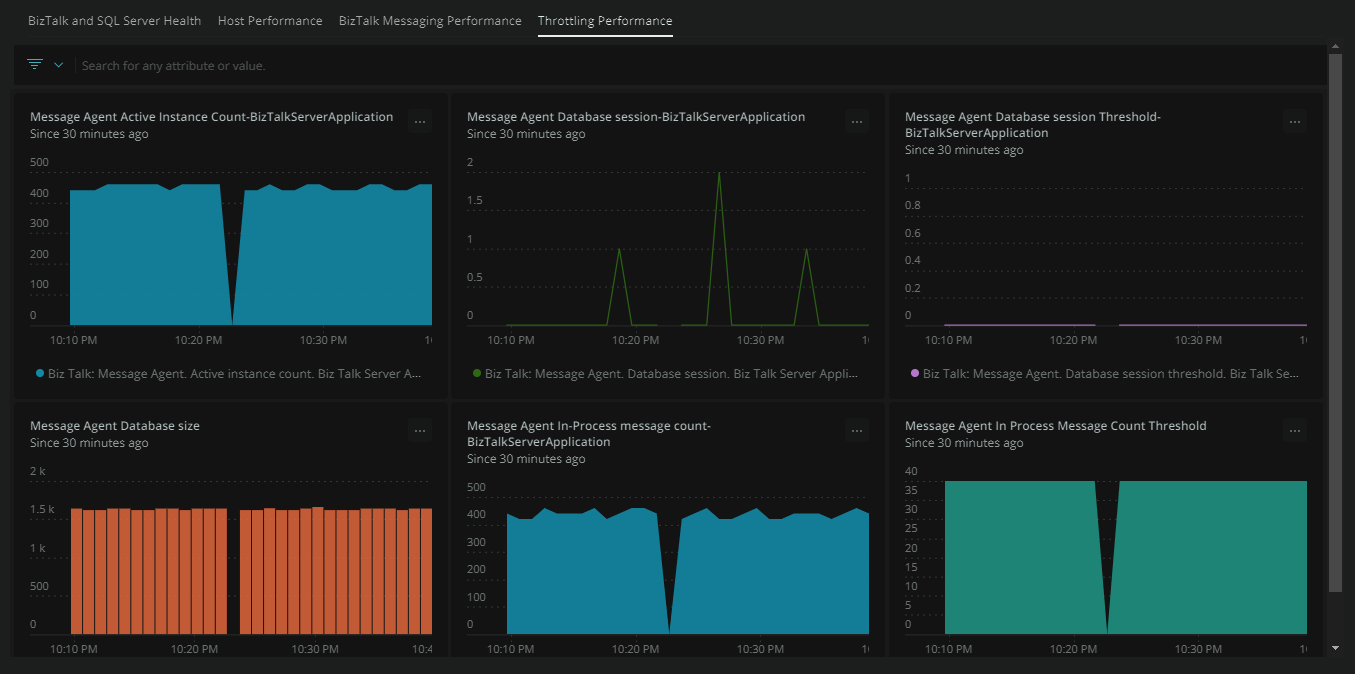 BizTalk and SQL Server Health Host Performance BizTalk Messaging Performance Throttling Performance
Search for any attribute or value.
Message Agent Active Instance Count-BizTalkServerApplication
Since 30 minutes ago
500
400
300
200
100
0
10:10 PM 10:20 PM 10:30 PM 1
Biz Talk: Message Agent. Active instance count. Biz Talk Server A...
Message Agent Database session-BizTalkServerApplication
Since 30 minutes ago
2
1.5
1
0.5
0
10:10 PM 10:20 PM 10:30 PM 1
Biz Talk: Message Agent. Database session. Biz Talk Server Appli...
Message Agent Database session Threshold-
BizTalkServerApplication
Since 30 minutes ago
1
0.8
0.6
0.4
0.2
0
10:10 PM 10:20 PM 10:30 PM 1
Biz Talk: Message Agent. Database session threshold. Biz Talk Se...
Message Agent Database size
Since 30 minutes ago
2 k
1.5 k
1 k
500
0
10:10 PM 10:20 PM 10:30 PM 10:4
Message Agent In-Process message count-
BizTalkServerApplication
Since 30 minutes ago
500
400
300
200
100
0
10:10 PM 10:20 PM 10:30 PM 1
Message Agent In Process Message Count Threshold
Since 30 minutes ago
40
35
30
25
20
15
10
5
0
10:10 PM 10:20 PM 10:30 PM 1